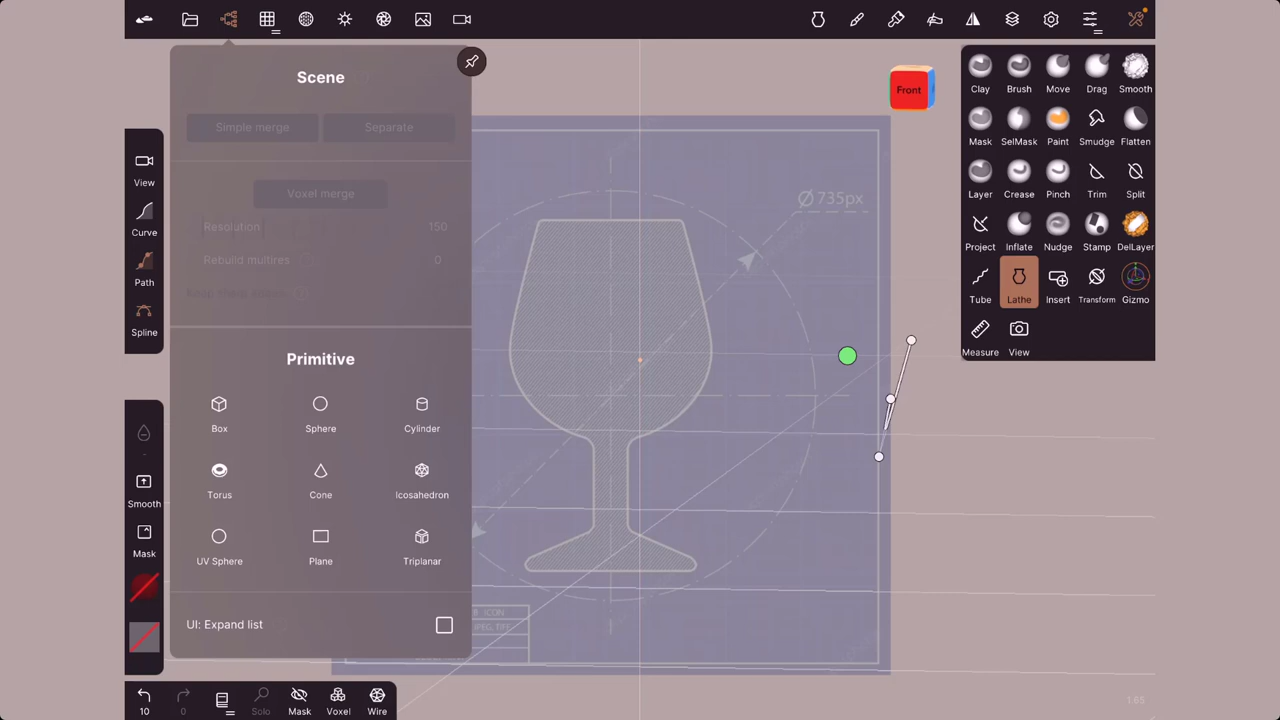 Scene
Simple merge
Separate
Voxel merge
Resolution 150
Rebuild multires 0
Primitive
Box
Sphere
Cylinder
Torus
Cone
Icosahedron
UV Sphere
Plane
Triplanar
UI: Expand list
View
Curve
Path
Spline
Smooth
Mask
10
0
Solo
Mask
Voxel
Wire
Front
Ø 735px
Clay
Brush
Move
Drag
Smooth
Mask
SelMask
Paint
Smudge
Flatten
Layer
Crease
Pinch
Trim
Split
Project
Inflate
Nudge
Stamp
DelLayer
Tube
Lathe
Insert
Transform
Gizmo
Measure
View
1.65